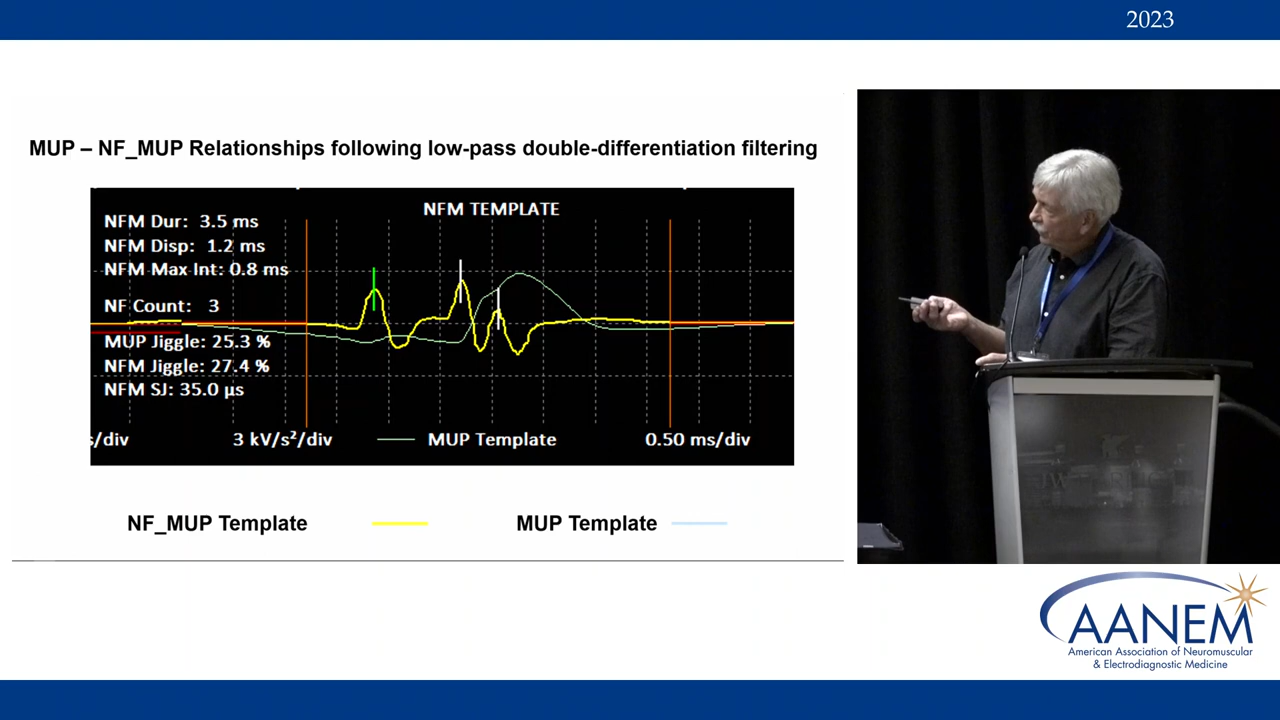 2023
MUP – NF_MUP Relationships following low-pass double-differentiation filtering
NFM TEMPLATE
NFM Dur: 3.5 ms
NFM Disp: 1.2 ms
NFM Max Int: 0.8 ms
NF Count: 3
MUP Jiggle: 25.3 %
NFM Jiggle: 27.4 %
NFM SJ: 35.0 µs
s/div 3 kV/s²/div MUP Template 0.50 ms/div
NF_MUP Template MUP Template
AANEM
American Association of Neuromuscular
& Electrodiagnostic Medicine